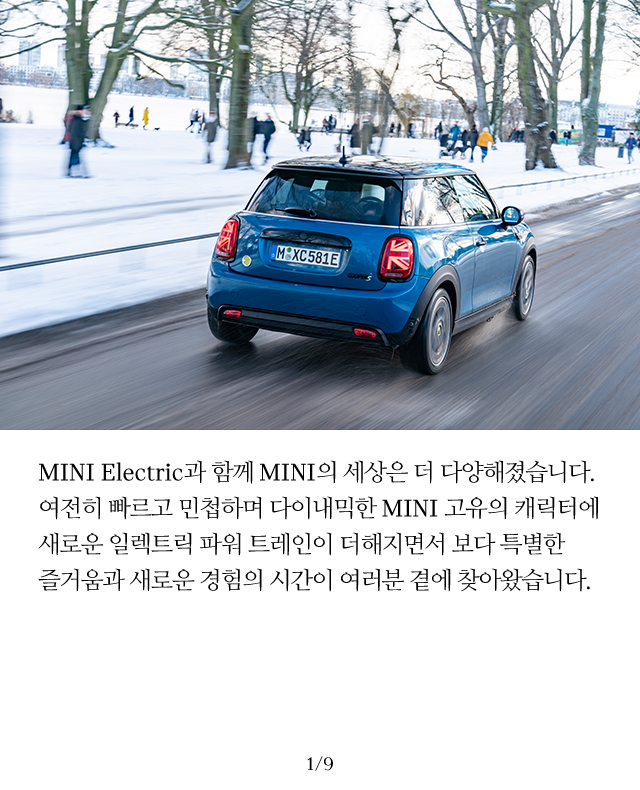 M XC581E
COOPER S
MINI Electric과 함께 MINI의 세상은 더 다양해졌습니다.
여전히 빠르고 민첩하며 다이내믹한 MINI 고유의 캐릭터에
새로운 일렉트릭 파워 트레인이 더해지면서 보다 특별한
즐거움과 새로운 경험의 시간이 여러분 곁에 찾아왔습니다.
1/9